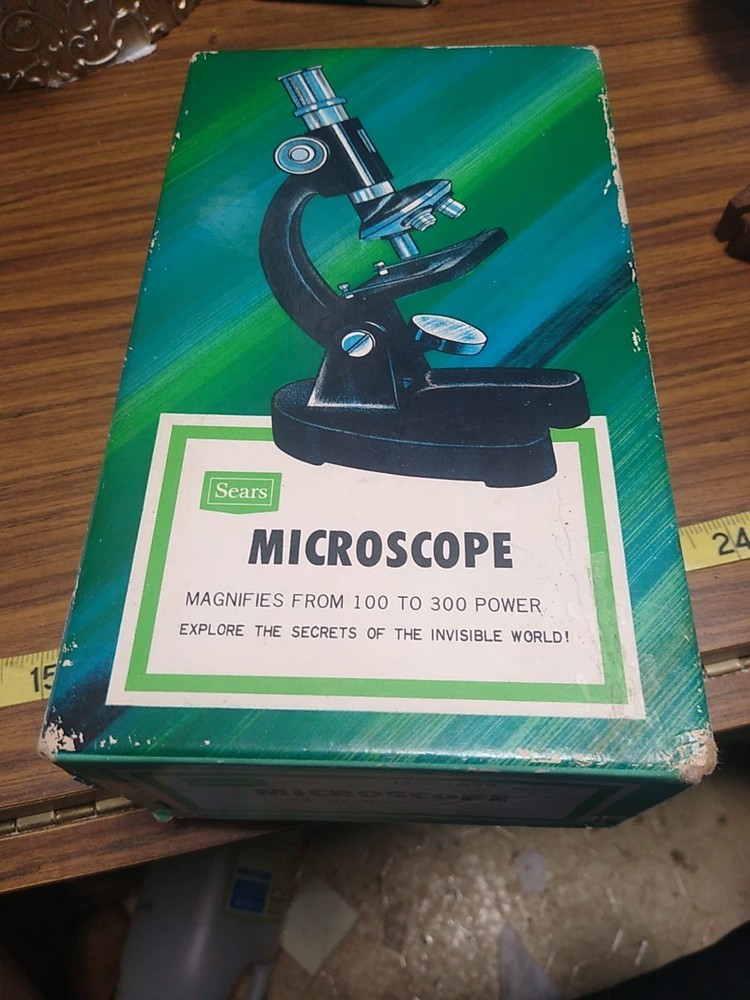 Sears
MICROSCOPE
MAGNIFIES FROM 100 TO 300 POWER
EXPLORE THE SECRETS OF THE INVISIBLE WORLD!
15
24
MICROSCOPE